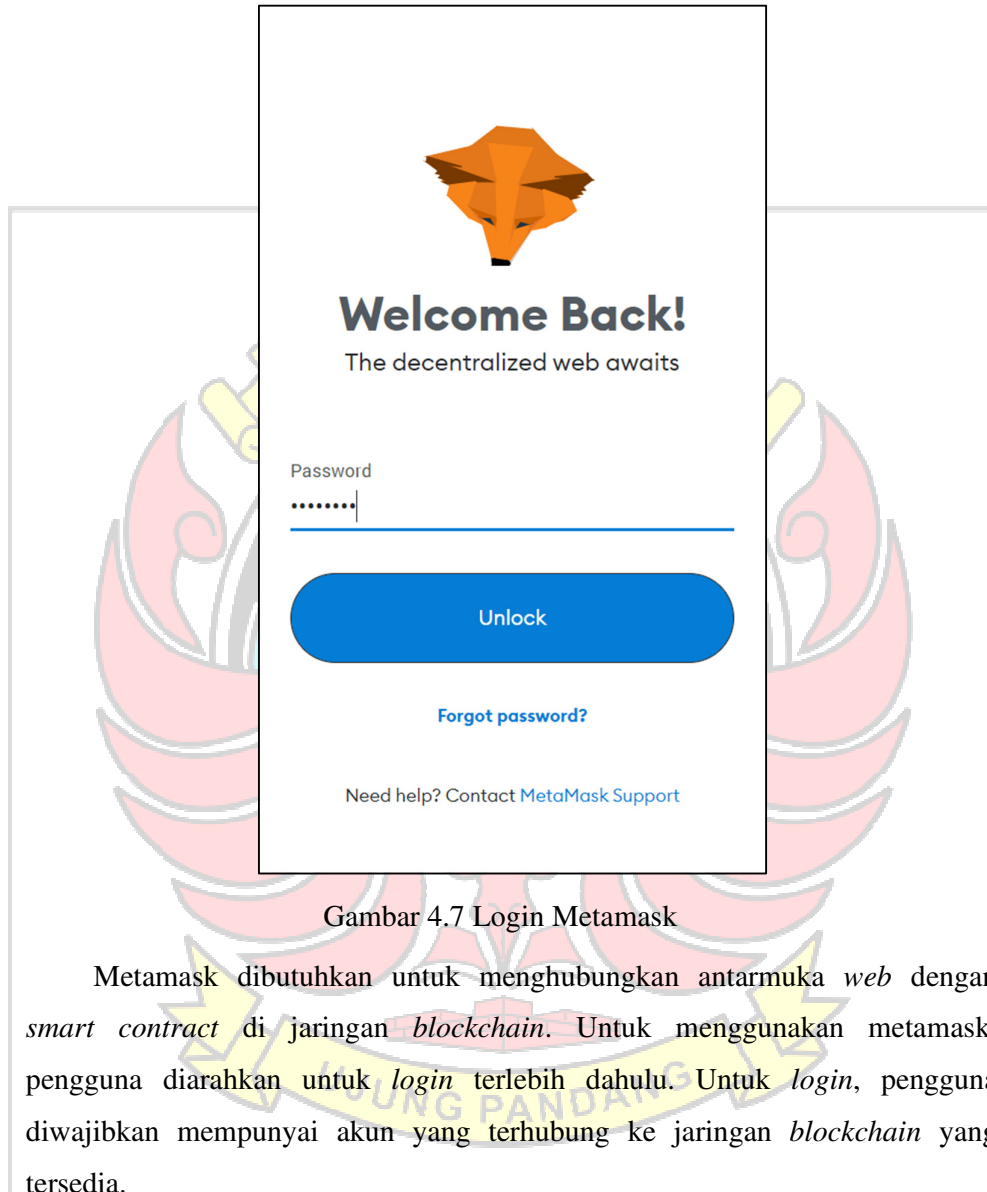 Welcome Back!
The decentralized web awaits
Password
••••••••
Unlock
Forgot password?
Need help? Contact MetaMask Support
Gambar 4.7 Login Metamask
Metamask dibutuhkan untuk menghubungkan antarmuka web dengan
smart contract di jaringan blockchain. Untuk menggunakan metamask
pengguna diarahkan untuk login terlebih dahulu. Untuk login, pengguna
diwajibkan mempunyai akun yang terhubung ke jaringan blockchain yang
tersedia.
UJUNG PANDANG